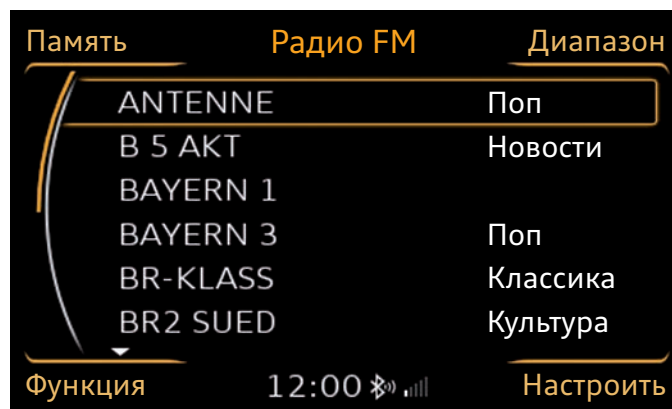 Память Радио FM Диапазон
ANTENNE Поп
B 5 AKT Новости
BAYERN 1
BAYERN 3 Поп
BR-KLASS Классика
BR2 SUED Культура
Функция 12:00 Настроить